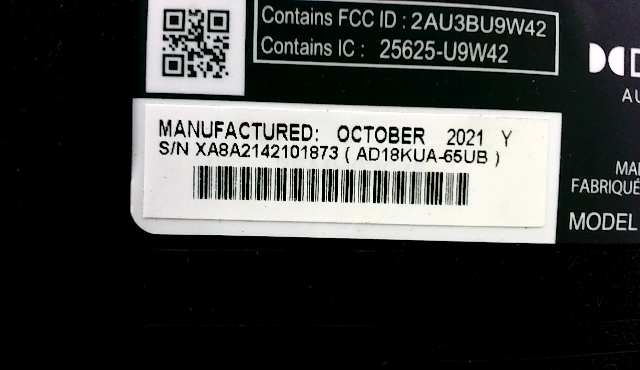 Contains FCC ID : 2AU3BU9W42
Contains IC : 25625-U9W42
MANUFACTURED: OCTOBER 2021 Y
S/N XA8A2142101873 ( AD18KUA-65UB )
MODEL